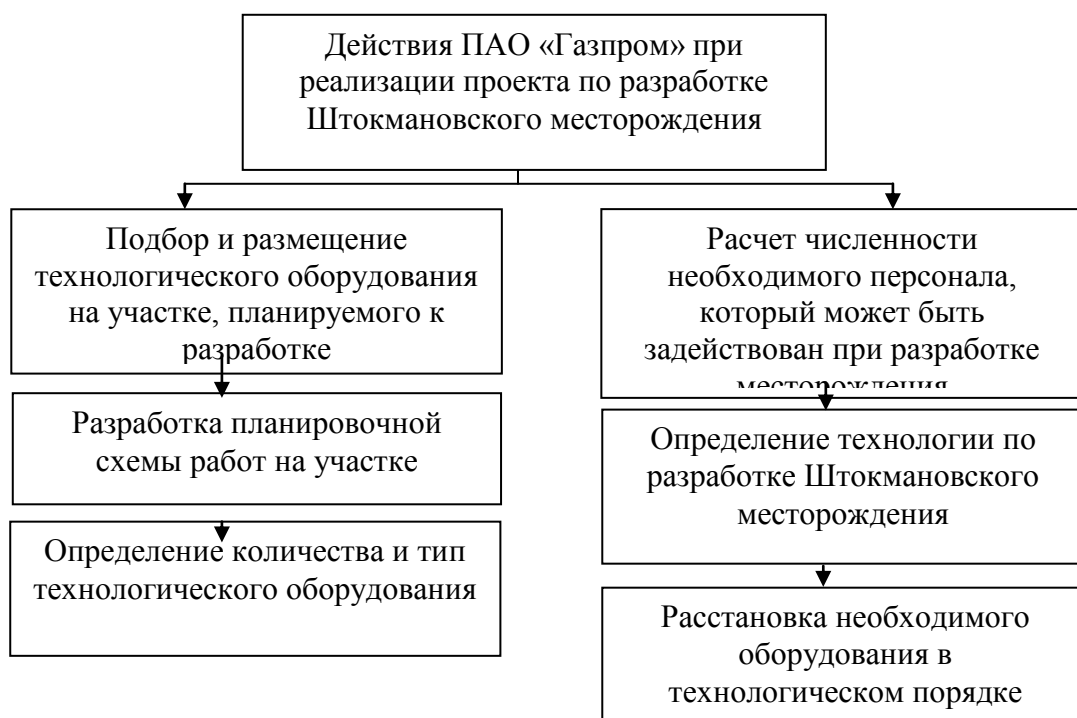 Действия ПАО «Газпром» при
реализации проекта по разработке
Штокмановского месторождения
Подбор и размещение
технологического оборудования
на участке, планируемого к
разработке
Разработка планировочной
схемы работ на участке
Определение количества и тип
технологического оборудования
Расчет численности
необходимого персонала,
который может быть
задействован при разработке
месторождения
Определение технологии по
разработке Штокмановского
месторождения
Расстановка необходимого
оборудования в
технологическом порядке